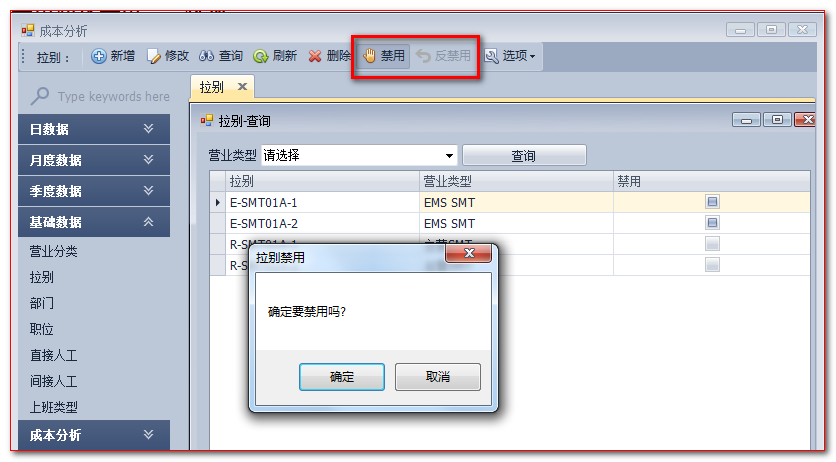 成本分析
拉别： 新增 修改 查询 刷新 删除 禁用 反禁用 选项
Type keywords here
拉别
日数据
月度数据
季度数据
基础数据
营业分类
拉别
部门
职位
直接人工
间接人工
上班类型
成本分析
拉别-查询
营业类型 请选择 查询
拉别 营业类型 禁用
E-SMT01A-1 EMS SMT
E-SMT01A-2 EMS SMT
拉别禁用
确定要禁用吗?
确定 取消